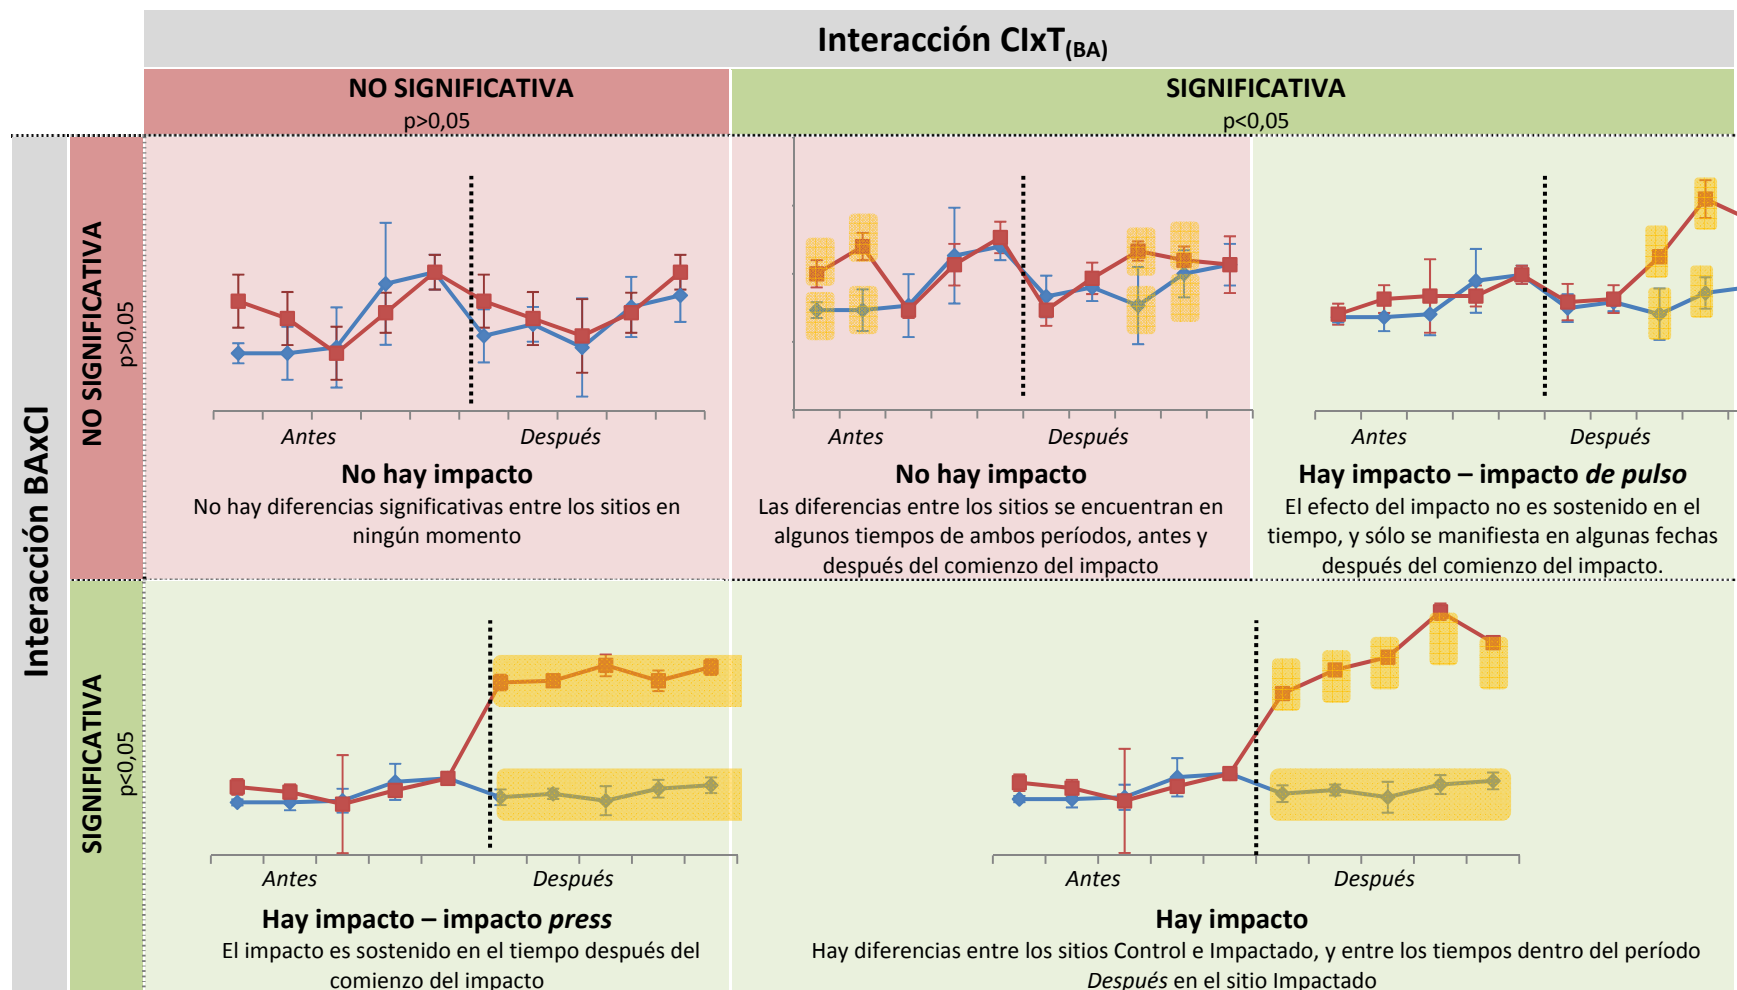 Interacción CIxT(BA)
NO SIGNIFICATIVA
p>0,05
SIGNIFICATIVA
p<0,05
Interacción BAxCI
NO SIGNIFICATIVA
p>0,05
Antes
Después
No hay impacto
No hay diferencias significativas entre los sitios en
ningún momento
Antes
Después
No hay impacto
Las diferencias entre los sitios se encuentran en
algunos tiempos de ambos períodos, antes y
después del comienzo del impacto
Antes
Después
Hay impacto – impacto de pulso
El efecto del impacto no es sostenido en el
tiempo, y sólo se manifiesta en algunas fechas
después del comienzo del impacto.
SIGNIFICATIVA
p<0,05
Antes
Después
Hay impacto – impacto press
El impacto es sostenido en el tiempo después del
comienzo del impacto
Antes
Después
Hay impacto
Hay diferencias entre los sitios Control e Impactado, y entre los tiempos dentro del período
Después en el sitio Impactado